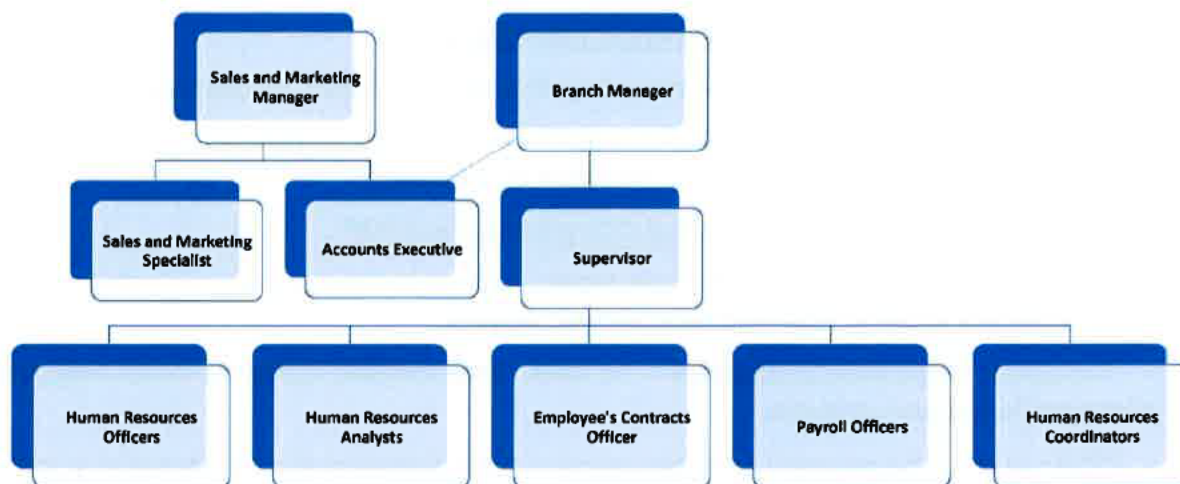 Sales and Marketing
Manager
Branch Manager
Sales and Marketing
Specialist
Accounts Executive
Supervisor
Human Resources
Officers
Human Resources
Analysts
Employee's Contracts
Officer
Payroll Officers
Human Resources
Coordinators